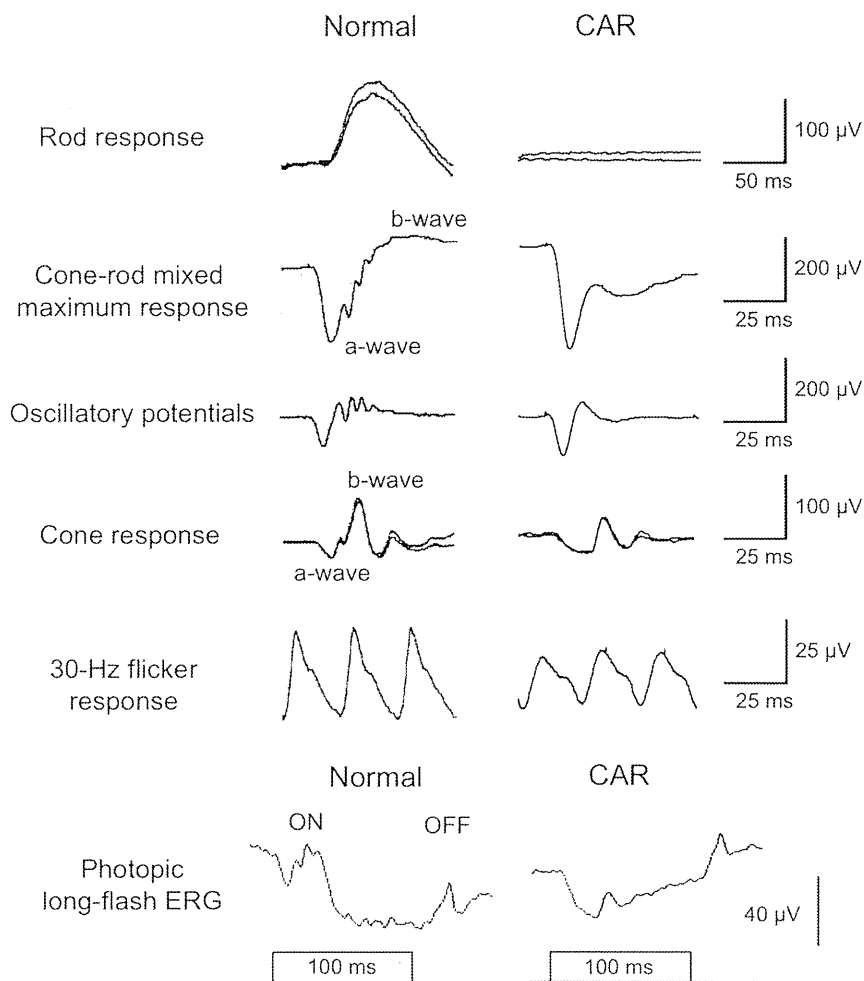 Normal CAR
Rod response
100 µV
50 ms
b-wave
Cone-rod mixed
maximum response
200 µV
25 ms
a-wave
Oscillatory potentials
200 µV
25 ms
b-wave
Cone response
100 µV
25 ms
a-wave
30-Hz flicker
response
25 µV
25 ms
Normal CAR
ON OFF
Photopic
long-flash ERG
40 µV
100 ms 100 ms